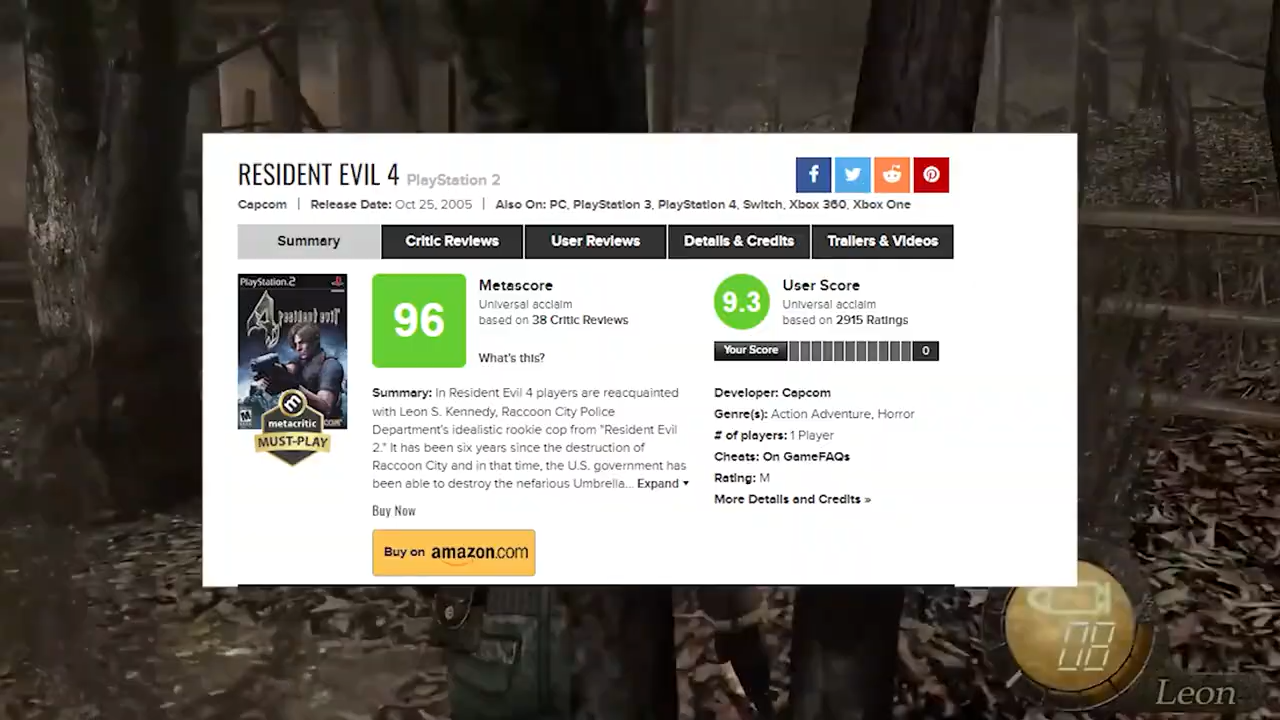 RESIDENT EVIL 4 PlayStation 2
Capcom | Release Date: Oct 25, 2005 | Also On: PC, PlayStation 3, PlayStation 4, Switch, Xbox 360, Xbox One
Summary Critic Reviews User Reviews Details & Credits Trailers & Videos
PlayStation.2
4
resident evil
M
metacritic
MUST-PLAY
96
Metascore
Universal acclaim
based on 38 Critic Reviews
What's this?
Summary: In Resident Evil 4 players are reacquainted
with Leon S. Kennedy, Raccoon City Police
Department's idealistic rookie cop from "Resident Evil
2." It has been six years since the destruction of
Raccoon City and in that time, the U.S. government has
been able to destroy the nefarious Umbrella... Expand
Buy Now
Buy on amazon.com
9.3
User Score
Universal acclaim
based on 2915 Ratings
Your Score 0
Developer: Capcom
Genre(s): Action Adventure, Horror
# of players: 1 Player
Cheats: On GameFAQs
Rating: M
More Details and Credits »
08
Leon